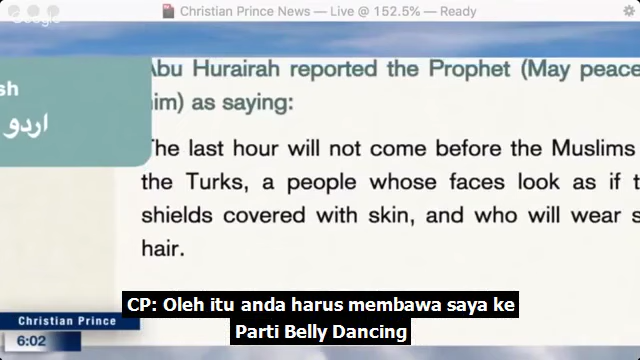 Christian Prince News — Live @ 152.5% — Ready
Google
Abu Hurairah reported the Prophet (May peace
him) as saying:
sh
اردو
The last hour will not come before the Muslims
the Turks, a people whose faces look as if t
shields covered with skin, and who will wear s
hair.
CP: Oleh itu anda harus membawa saya ke
Parti Belly Dancing
Christian Prince
6:02